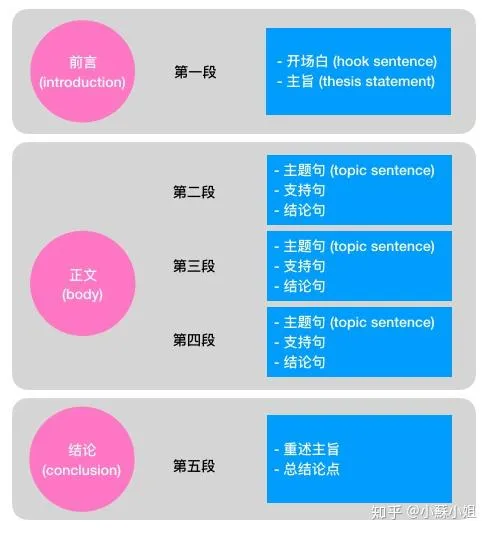 前言
(introduction)
第一段
- 开场白 (hook sentence)
- 主旨 (thesis statement)
正文
(body)
第二段
- 主题句 (topic sentence)
- 支持句
- 结论句
第三段
- 主题句 (topic sentence)
- 支持句
- 结论句
第四段
- 主题句 (topic sentence)
- 支持句
- 结论句
结论
(conclusion)
第五段
- 重述主旨
- 总结论点
知乎 @小蘇小姐